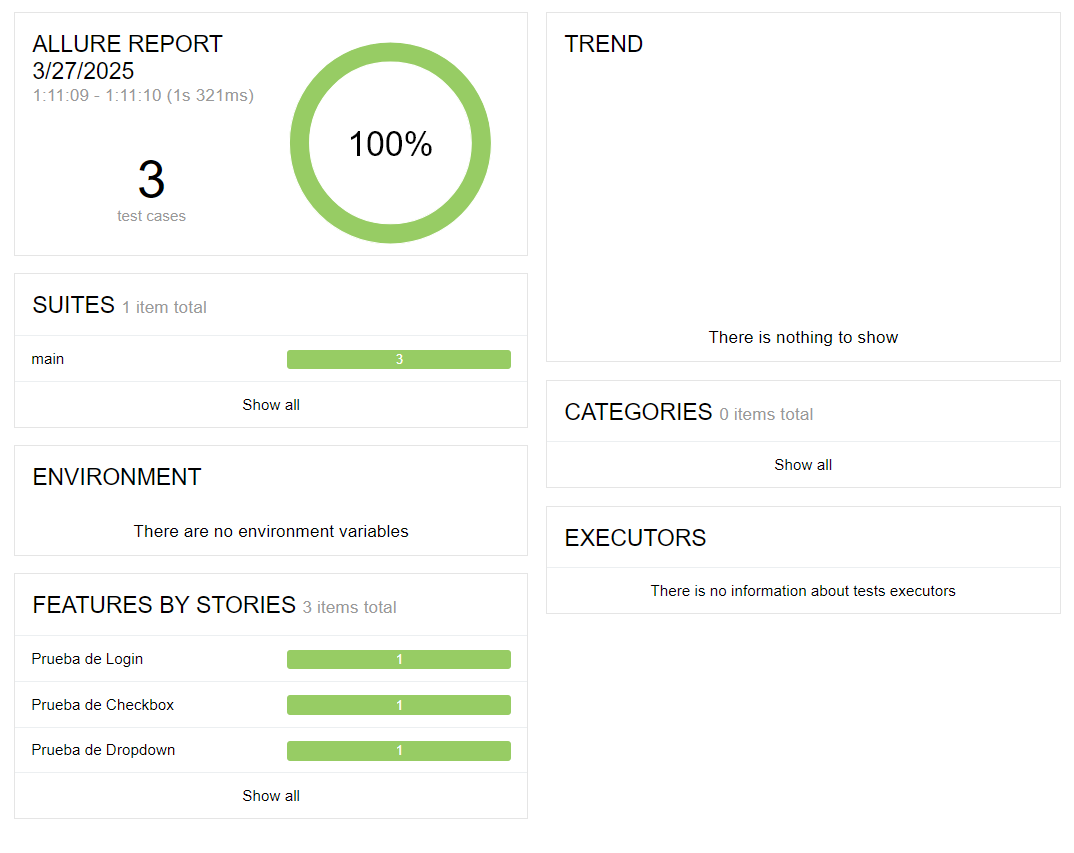 ALLURE REPORT
3/27/2025
1:11:09 - 1:11:10 (1s 321ms)
3
test cases
100%
SUITES 1 item total
main 3
Show all
ENVIRONMENT
There are no environment variables
FEATURES BY STORIES 3 items total
Prueba de Login 1
Prueba de Checkbox 1
Prueba de Dropdown 1
Show all
TREND
There is nothing to show
CATEGORIES 0 items total
Show all
EXECUTORS
There is no information about tests executors